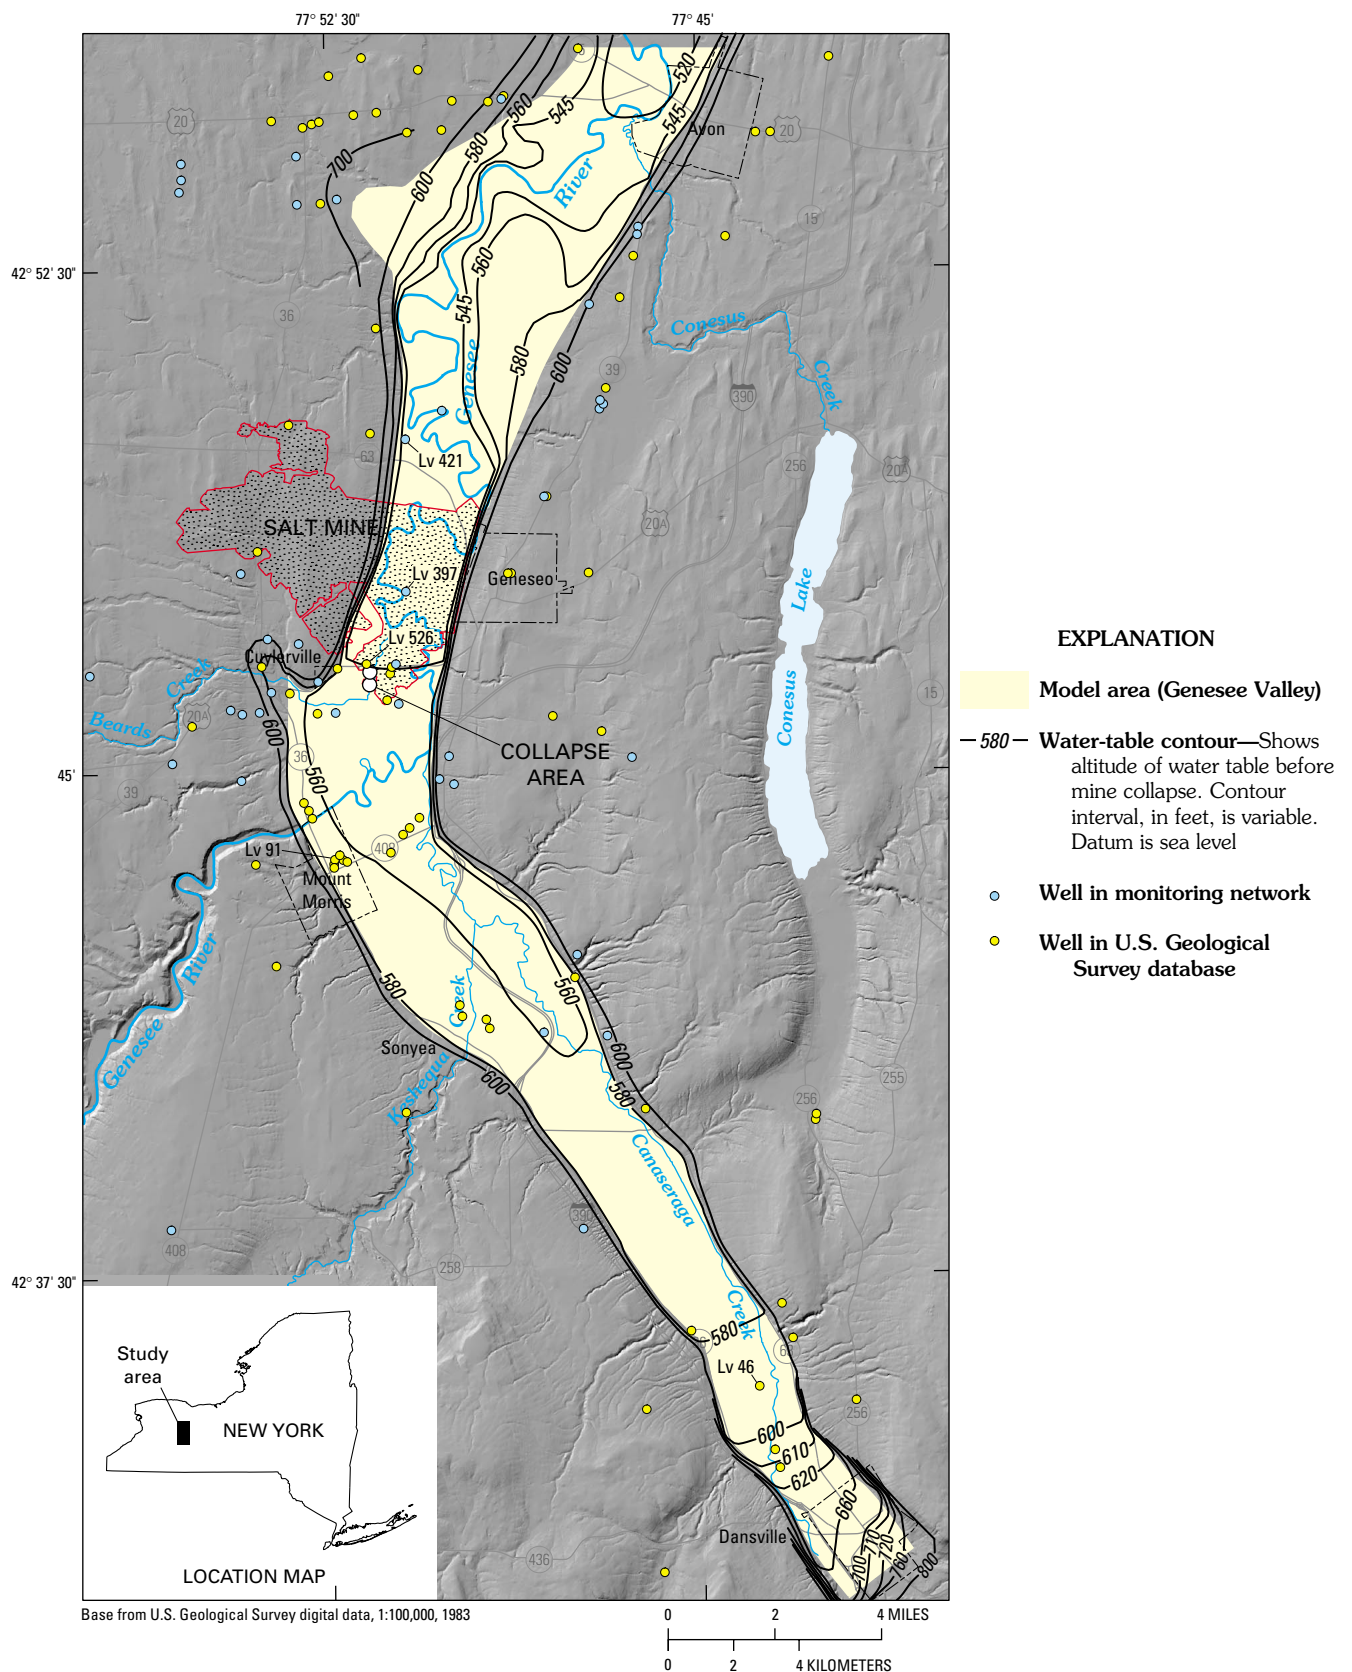 77° 52' 30"
77° 45'
42° 52' 30"
45'
42° 37' 30"
20
5
520
560
545
545
Avon
20
580
700
600
River
15
560
36
545
Conesus
Genesee
580
600
39
Creek
390
63
Lv 421
256
20A
SALT MINE
20A
Lv 397
Geneseo
Lake
Lv 526
Cuylerville
Creek
Beards
20A
600
36
COLLAPSE
AREA
Conesus
15
39
560
Lv 91
408
Mount
Morris
River
580
Creek
560
Genesee
Sonyea
Keshequa
600
600
580
255
256
Canaseraga
390
408
258
Creek
580
63
Lv 46
256
600
610
620
660
Dansville
700
710
720
760
800
436
EXPLANATION
Model area (Genesee Valley)
580 Water-table contour—Shows
altitude of water table before
mine collapse. Contour
interval, in feet, is variable.
Datum is sea level
Well in monitoring network
Well in U.S. Geological
Survey database
Study
area
NEW YORK
LOCATION MAP
Base from U.S. Geological Survey digital data, 1:100,000, 1983
0 2 4 MILES
0 2 4 KILOMETERS